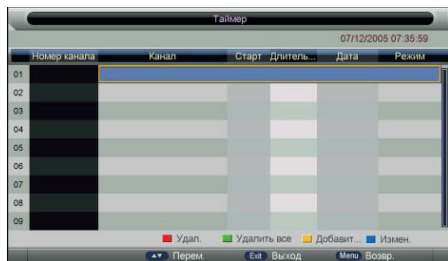 Таймер
07/12/2005 07:35:59
Номер канала Канал Старт Длитель... Дата Режим
01
02
03
04
05
06
07
08
09
Удал. Удалить все Добавит... Измен.
Перем. Exit Выход Menu Возвр.